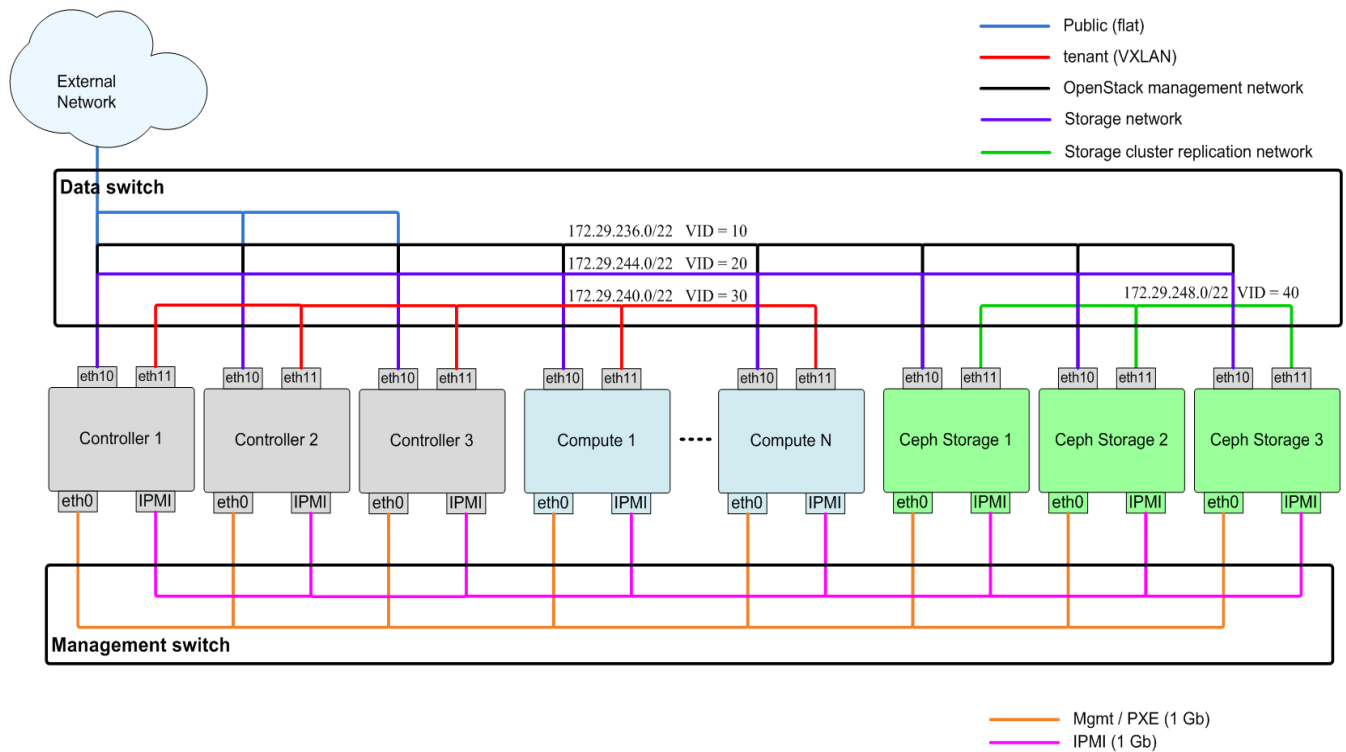 Public (flat)
External
Network
tenant (VXLAN)
OpenStack management network
Storage network
Storage cluster replication network
Data switch
172.29.236.0/22 VID = 10
172.29.244.0/22 VID = 20
172.29.240.0/22 VID = 30
172.29.248.0/22 VID = 40
eth10 eth11 eth10 eth11 eth10 eth11 eth10 eth11 eth10 eth11 eth10 eth11 eth10 eth11 eth10 eth11
Controller 1 Controller 2 Controller 3 Compute 1 Compute N Ceph Storage 1 Ceph Storage 2 Ceph Storage 3
eth0 IPMI eth0 IPMI eth0 IPMI eth0 IPMI eth0 IPMI eth0 IPMI eth0 IPMI eth0 IPMI
Management switch
Mgmt / PXE (1 Gb)
IPMI (1 Gb)